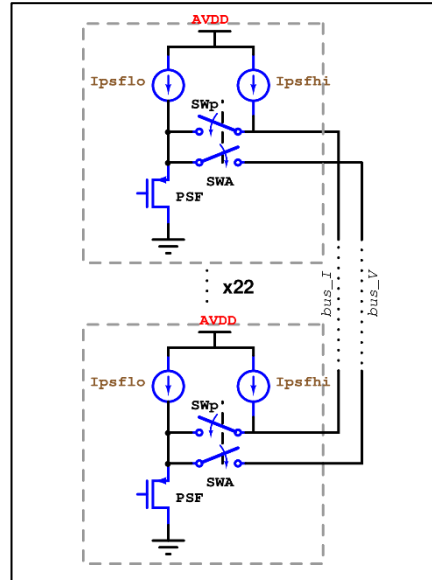 AVDD
Ipsflo
Ipsfhi
SWp
SWA
PSF
x22
bus_I
bus_V
AVDD
Ipsflo
Ipsfhi
SWp
SWA
PSF